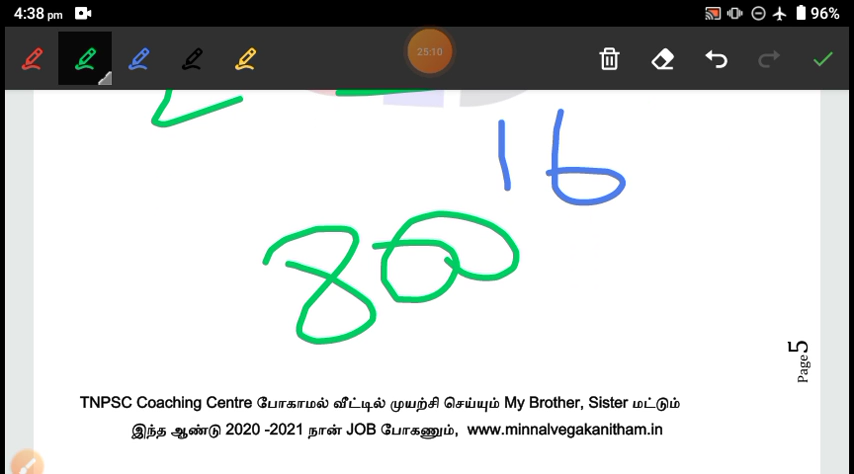 4:38 pm 96%
25:10
16
800
Page 5
TNPSC Coaching Centre போகாமல் வீட்டில் முயற்சி செய்யும் My Brother, Sister மட்டும்
இந்த ஆண்டு 2020 -2021 நான் JOB போகணும், www.minnalvegakanitham.in